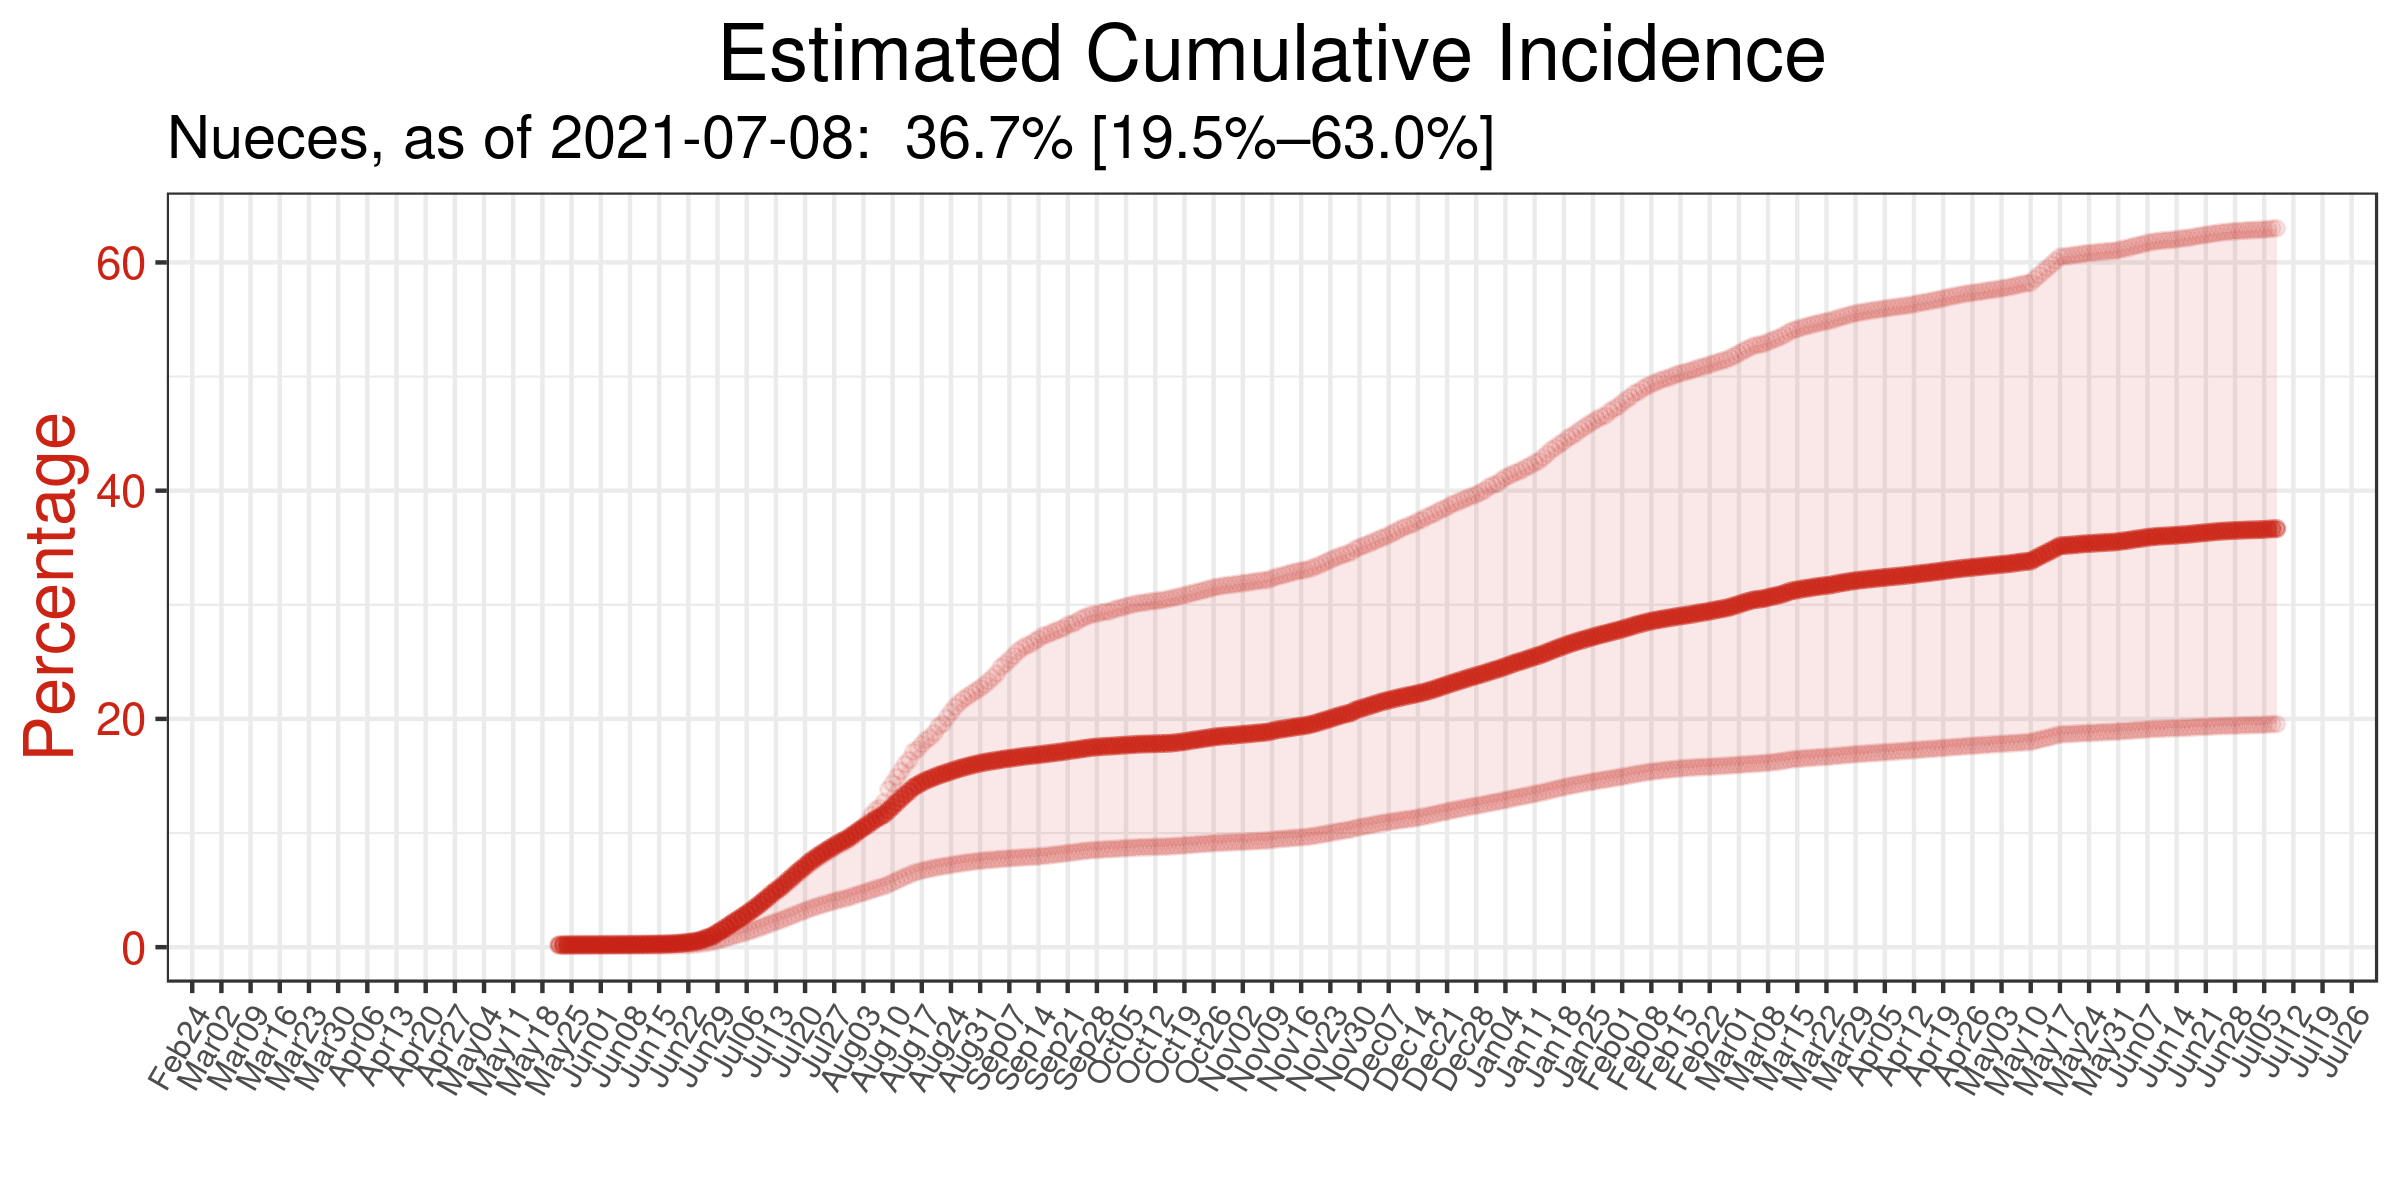 Estimated Cumulative Incidence
Nueces, as of 2021-07-08:  36.7% [19.5%–63.0%]
Percentage
60
40
20
0
Feb24
Mar02
Mar09
Mar16
Mar23
Mar30
Apr06
Apr13
Apr20
Apr27
May04
May11
May18
May25
Jun01
Jun08
Jun15
Jun22
Jun29
Jul06
Jul13
Jul20
Jul27
Aug03
Aug10
Aug17
Aug24
Aug31
Sep07
Sep14
Sep21
Sep28
Oct05
Oct12
Oct19
Oct26
Nov02
Nov09
Nov16
Nov23
Nov30
Dec07
Dec14
Dec21
Dec28
Jan04
Jan11
Jan18
Jan25
Feb01
Feb08
Feb15
Feb22
Mar01
Mar08
Mar15
Mar22
Mar29
Apr05
Apr12
Apr19
Apr26
May03
May10
May17
May24
May31
Jun07
Jun14
Jun21
Jun28
Jul05
Jul12
Jul19
Jul26